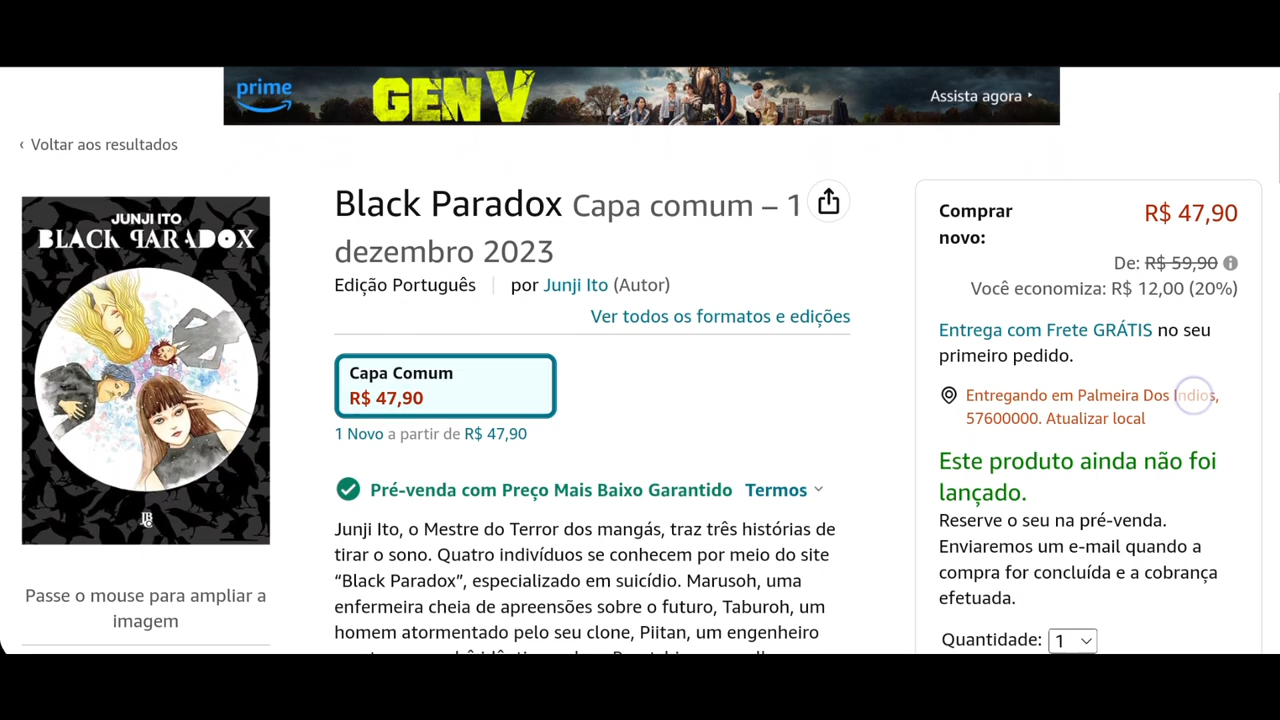 prime
GEN V
Assista agora
‹ Voltar aos resultados
JUNJI ITO
BLACK PARADOX
JBC
Passe o mouse para ampliar a
imagem
Black Paradox Capa comum – 1
dezembro 2023
Edição Português
por Junji Ito (Autor)
Ver todos os formatos e edições
Capa Comum
R$ 47,90
1 Novo a partir de R$ 47,90
Pré-venda com Preço Mais Baixo Garantido Termos
Junji Ito, o Mestre do Terror dos mangás, traz três histórias de
tirar o sono. Quatro indivíduos se conhecem por meio do site
“Black Paradox”, especializado em suicídio. Marusoh, uma
enfermeira cheia de apreensões sobre o futuro, Taburoh, um
homem atormentado pelo seu clone, Piitan, um engenheiro
Comprar
novo:
R$ 47,90
De: R$ 59,90
Você economiza: R$ 12,00 (20%)
Entrega com Frete GRÁTIS no seu
primeiro pedido.
Entregando em Palmeira Dos Indios,
57600000. Atualizar local
Este produto ainda não foi
lançado.
Reserve o seu na pré-venda.
Enviaremos um e-mail quando a
compra for concluída e a cobrança
efetuada.
Quantidade: 1